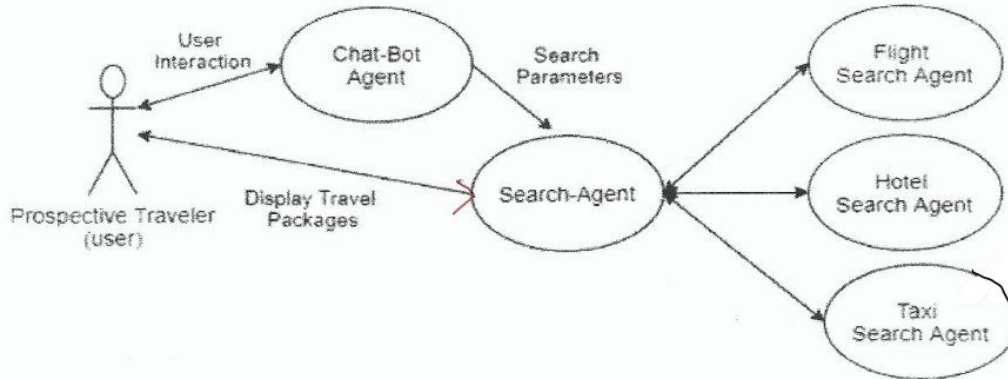 User
Interaction
Chat-Bot
Agent
Search
Parameters
Flight
Search Agent
Search-Agent
Hotel
Search Agent
Display Travel
Packages
Prospective Traveler
(user)
Taxi
Search Agent